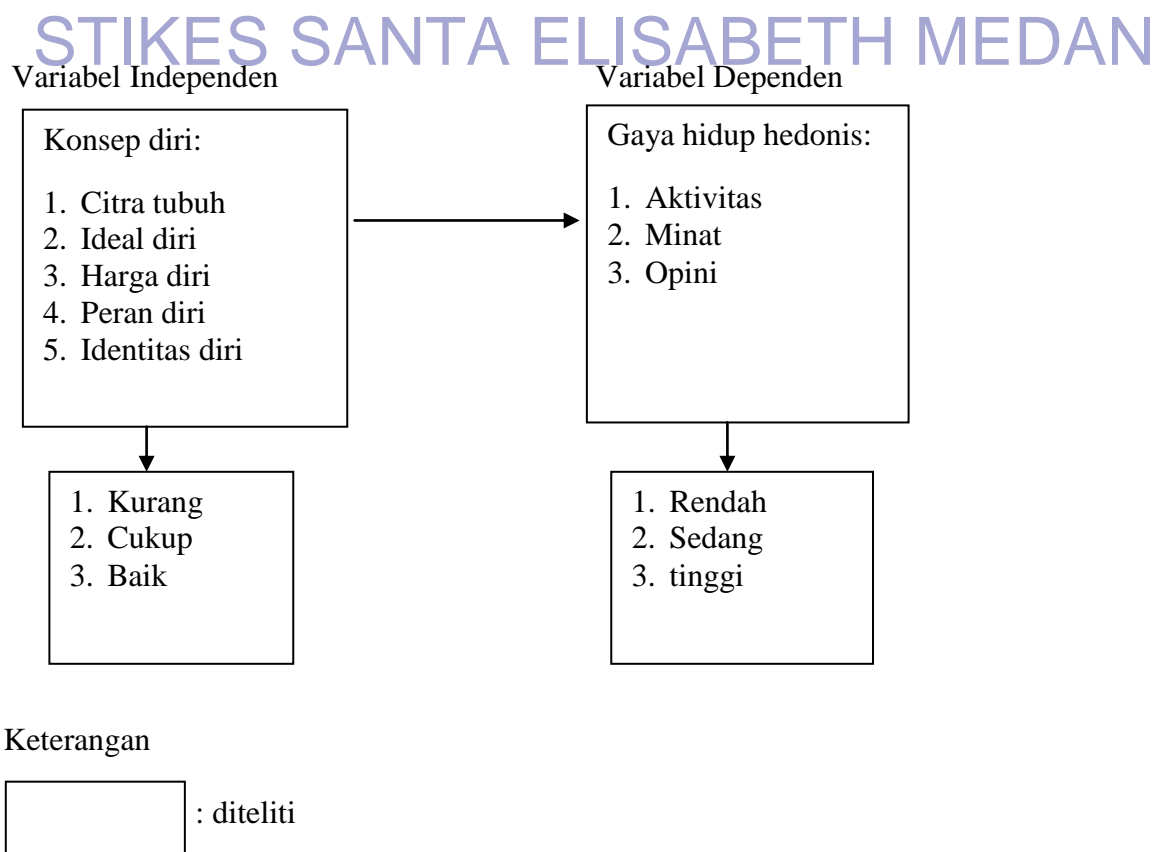 STIKES SANTA ELISABETH MEDAN
Variabel Independen
Variabel Dependen
Konsep diri:
1. Citra tubuh
2. Ideal diri
3. Harga diri
4. Peran diri
5. Identitas diri
Gaya hidup hedonis:
1. Aktivitas
2. Minat
3. Opini
1. Kurang
2. Cukup
3. Baik
1. Rendah
2. Sedang
3. tinggi
Keterangan
: diteliti